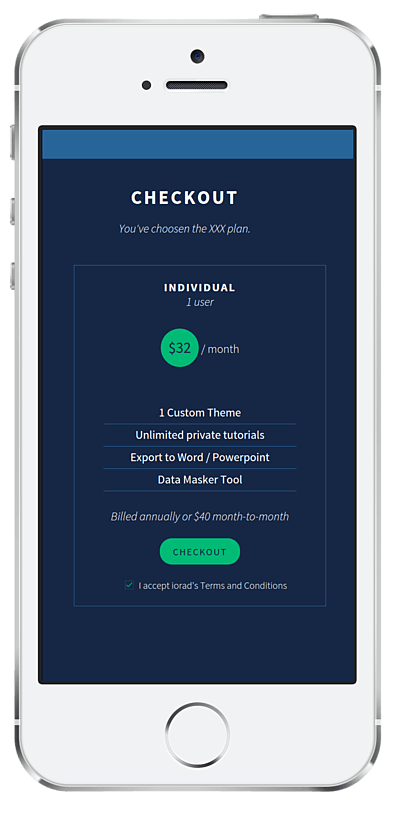 CHECKOUT
You've choosen the XXX plan.
INDIVIDUAL
1 user
$32 / month
1 Custom Theme
Unlimited private tutorials
Export to Word / Powerpoint
Data Masker Tool
Billed annually or $40 month-to-month
CHECKOUT
I accept iorad's Terms and Conditions